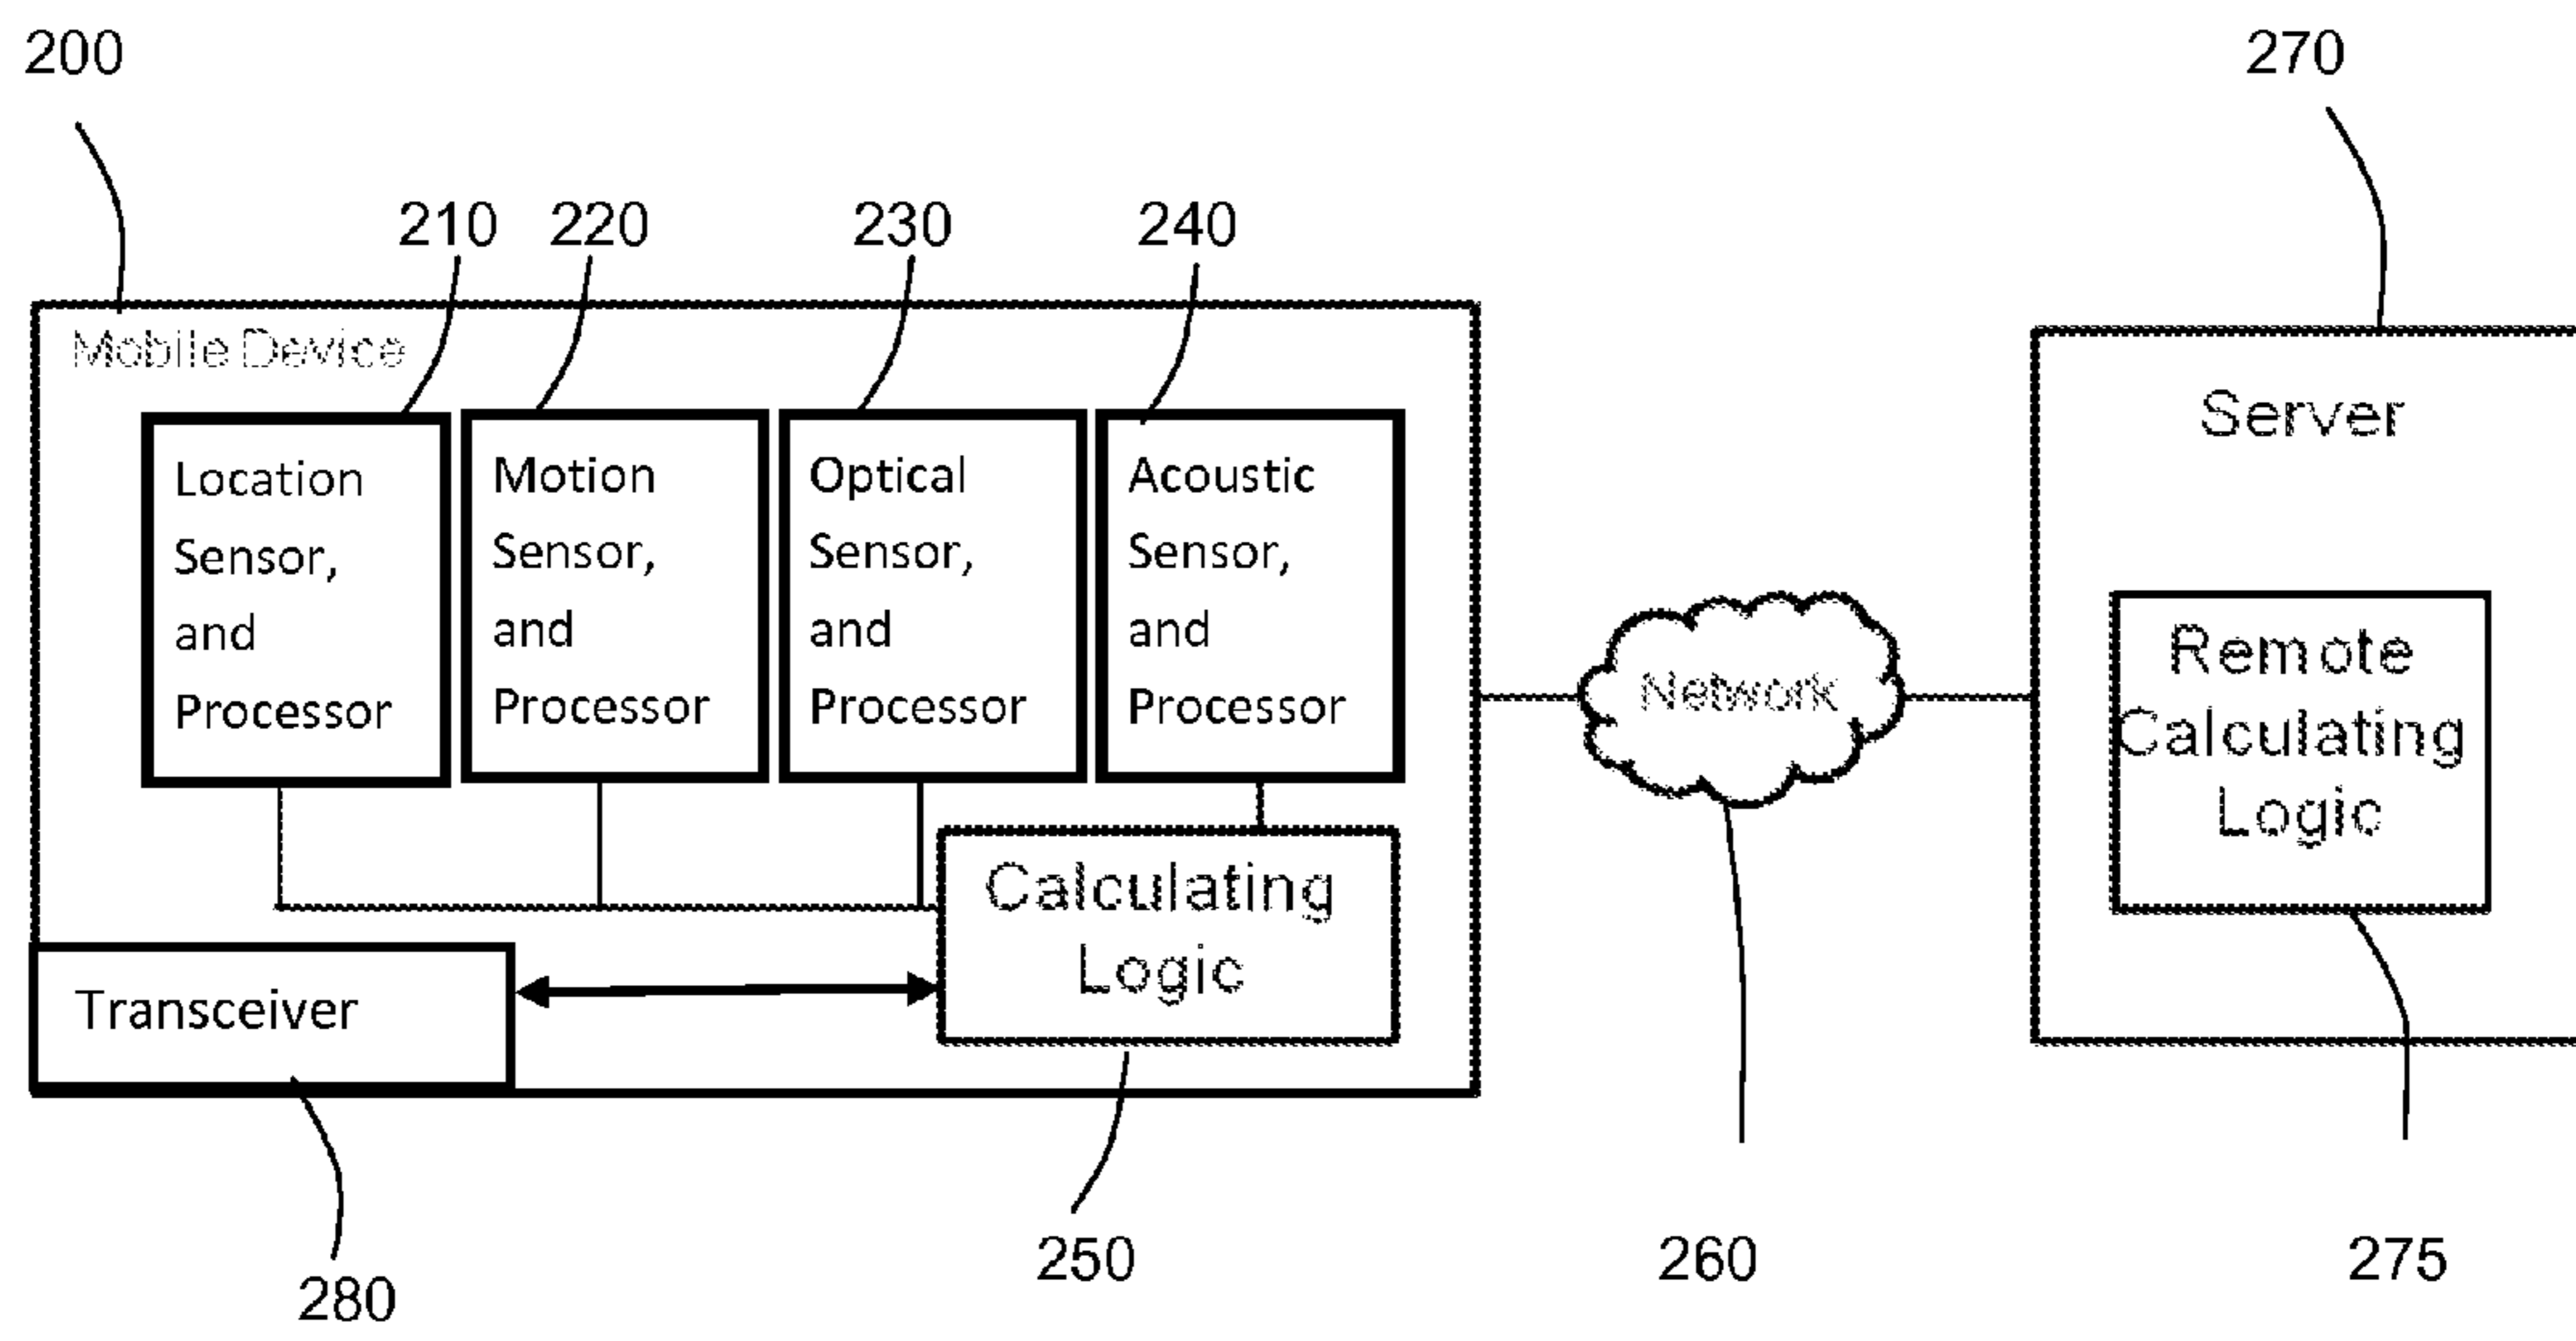 200
270
210
220
230
240
Mobile Device
Location
Sensor,
and
Processor
Motion
Sensor,
and
Processor
Optical
Sensor,
and
Processor
Acoustic
Sensor,
and
Processor
Calculating
Logic
Transceiver
Network
Server
Remote
Calculating
Logic
280
250
260
275